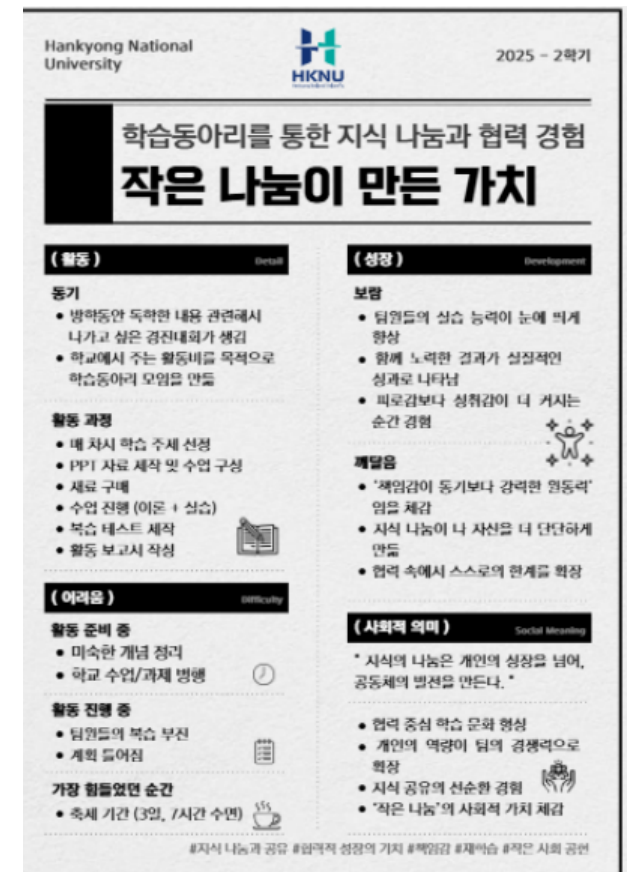 Hankyong National
University
HKNU
2025 - 2학기
학습동아리를 통한 지식 나눔과 협력 경험
작은 나눔이 만든 가치
( 활동 ) Detail
동기
• 방학동안 독학한 내용 관련해서
나가고 싶은 경진대회가 생김
• 학교에서 주는 활동비를 목적으로
학습동아리 모임을 만듦
활동 과정
• 매 차시 학습 주제 선정
• PPT 자료 제작 및 수업 구성
• 재료 구매
• 수업 진행 (이론 + 실습)
• 복습 테스트 제작
• 활동 보고서 작성
( 어려움 ) Difficulty
활동 준비 중
• 미숙한 개념 정리
• 학교 수업/과제 병행
활동 진행 중
• 팀원들의 복습 부진
• 계획 틀어짐
가장 힘들었던 순간
• 축제 기간 (3일, 7시간 수면)
( 성장 ) Development
보람
• 팀원들의 실습 능력이 눈에 띄게
향상
• 함께 노력한 결과가 실질적인
성과로 나타남
• 피로감보다 성취감이 더 커지는
순간 경험
깨달음
• '책임감이 동기보다 강력한 원동력'
임을 체감
• 지식 나눔이 나 자신을 더 단단하게
만듦
• 협력 속에서 스스로의 한계를 확장
( 사회적 의미 ) Social Meaning
" 지식의 나눔은 개인의 성장을 넘어,
공동체의 발전을 만든다. "
• 협력 중심 학습 문화 형성
• 개인의 역량이 팀의 경쟁력으로
확장
• 지식 공유의 선순환 경험
• '작은 나눔'의 사회적 가치 체감
#지식 나눔과 공유 #협력적 성장의 가치 #책임감 #재학습 #작은 사회 공헌